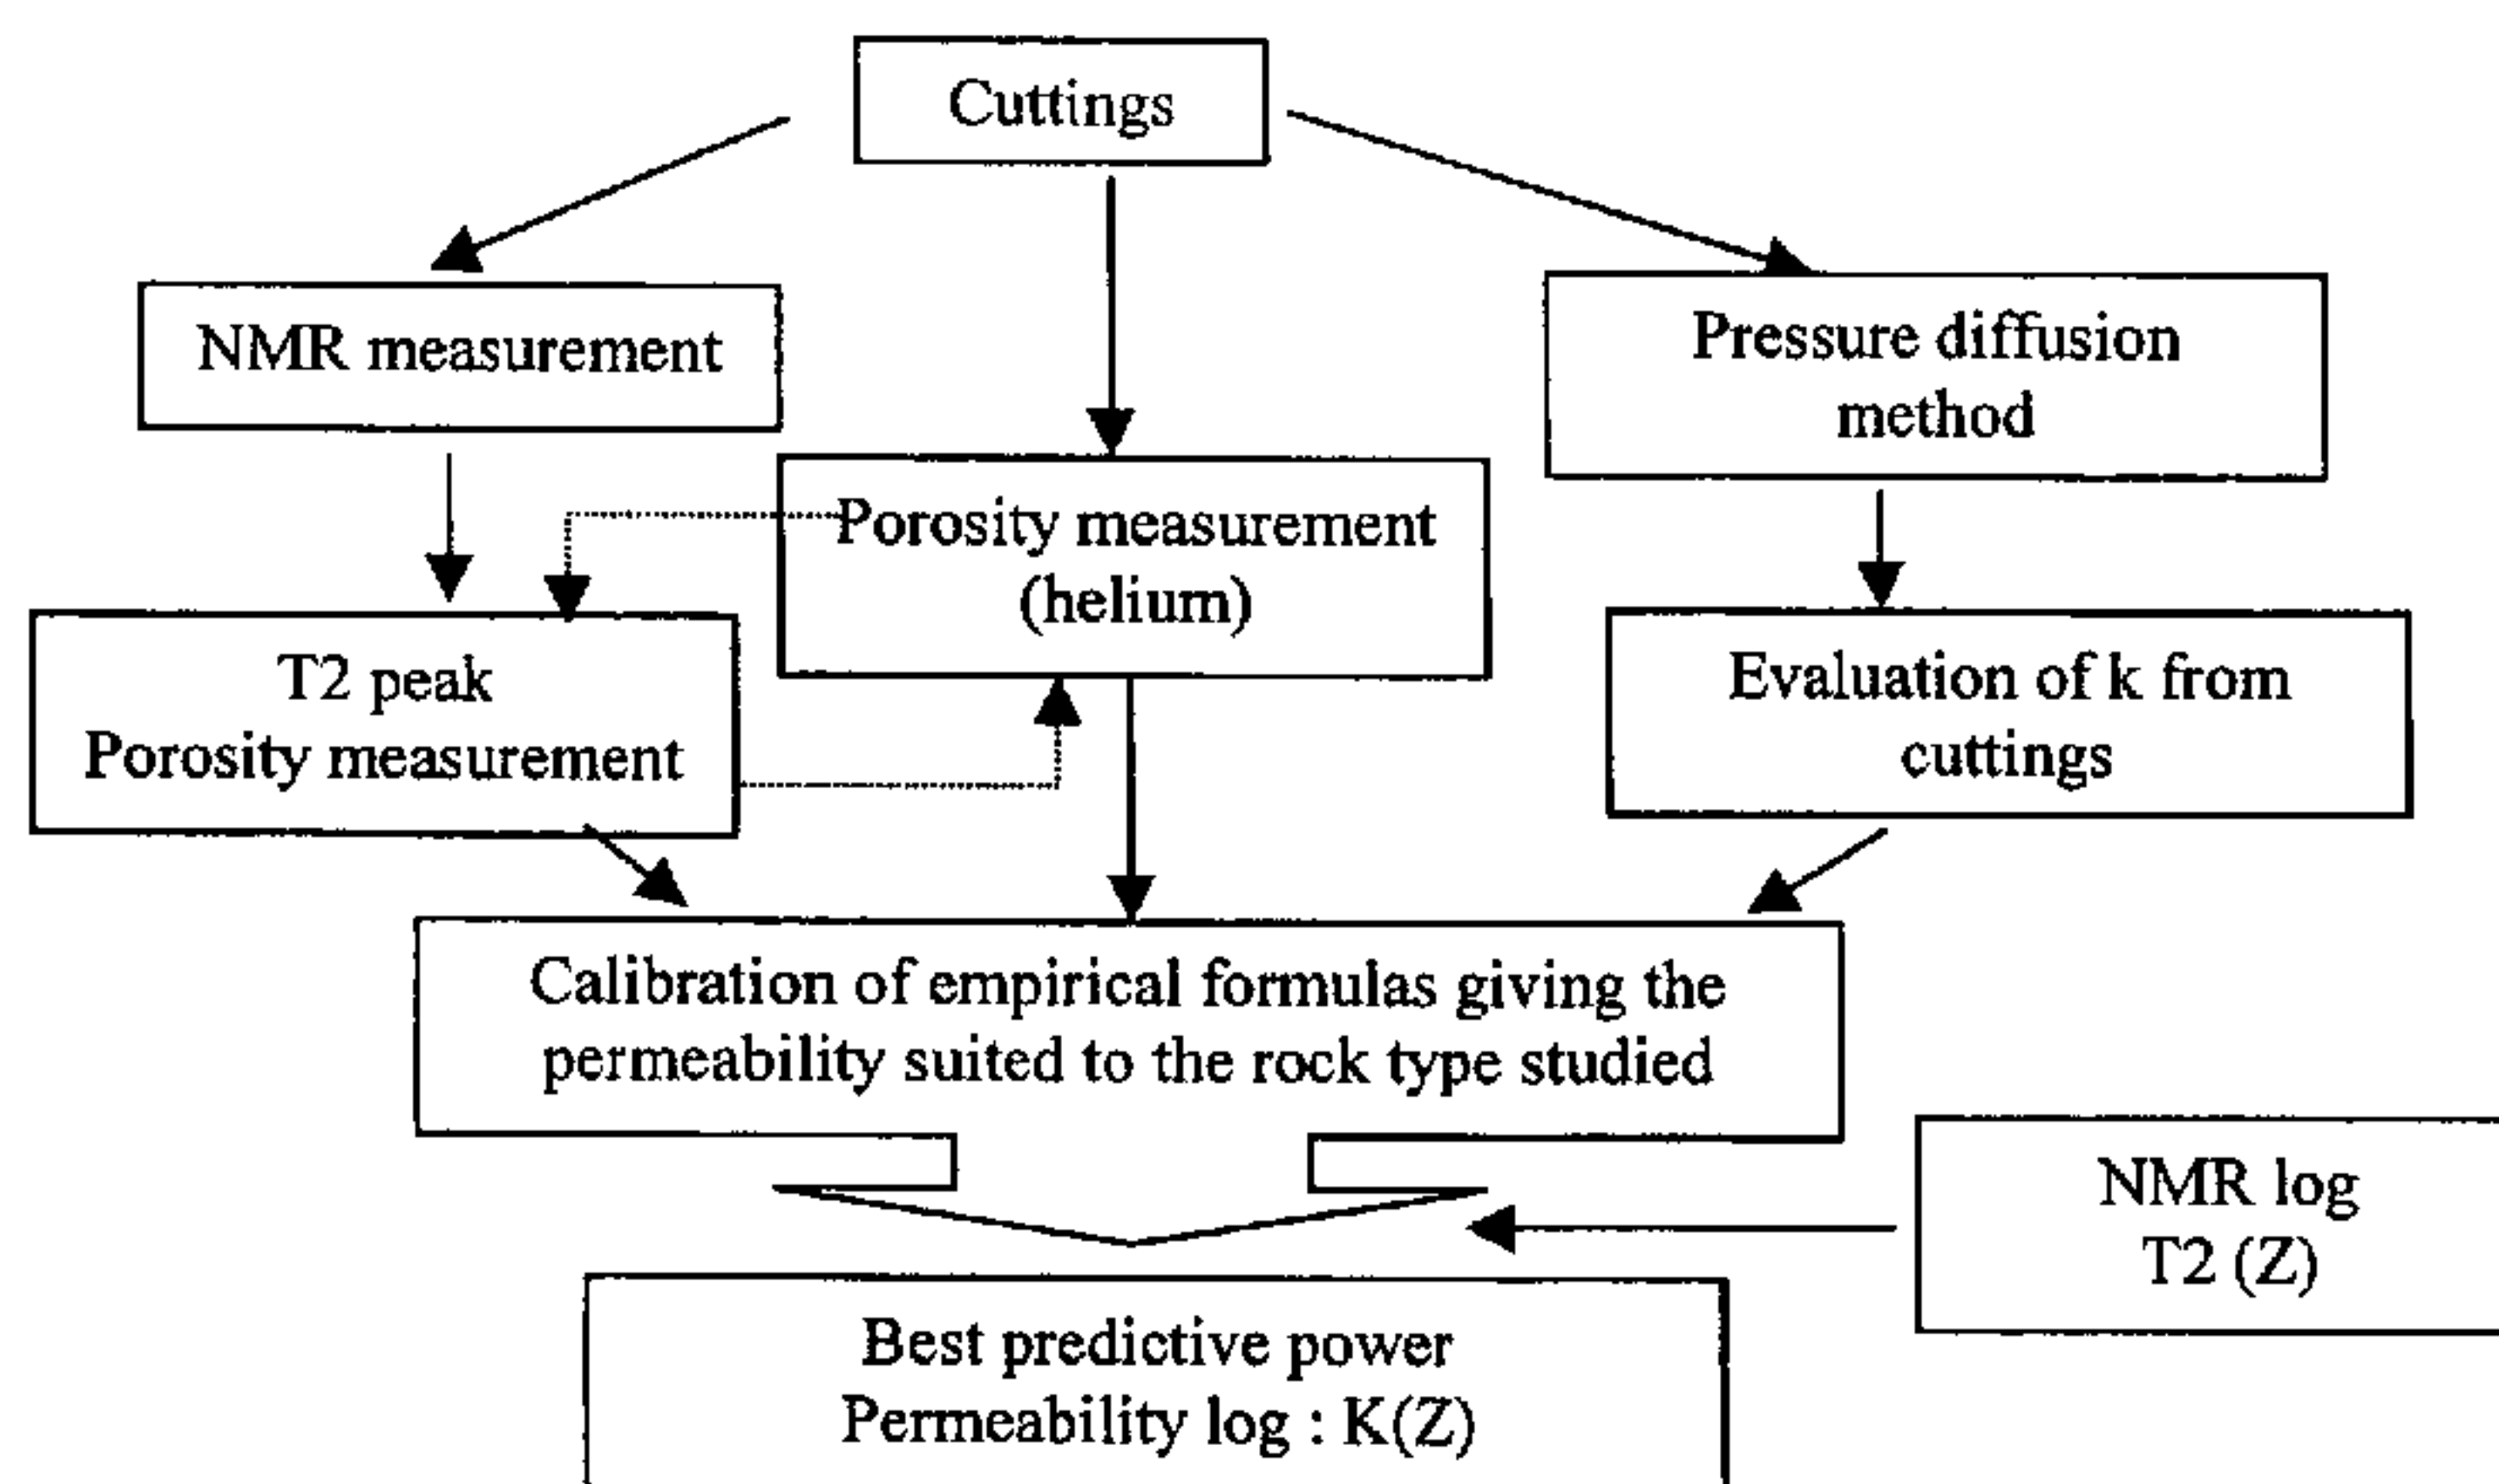 Cuttings
NMR measurement
Pressure diffusion
method
Porosity measurement
(helium)
T2 peak
Porosity measurement
Evaluation of k from
cuttings
Calibration of empirical formulas giving the
permeability suited to the rock type studied
NMR log
T2 (Z)
Best predictive power
Permeability log : K(Z)